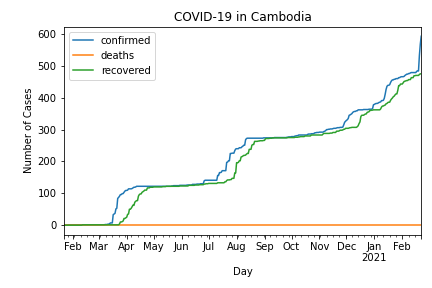 COVID-19 in Cambodia
confirmed
deaths
recovered
Number of Cases
600
500
400
300
200
100
0
Feb Mar Apr May Jun Jul Aug Sep Oct Nov Dec Jan Feb
2021
Day